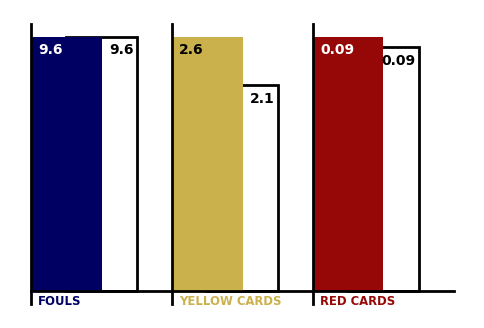 9.6
9.6
2.6
2.1
0.09
0.09
FOULS
YELLOW CARDS
RED CARDS